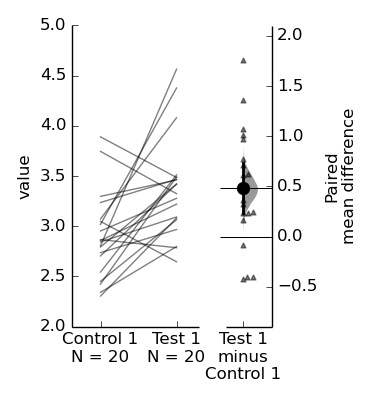 5.0
4.5
4.0
3.5
3.0
2.5
2.0
value
Control 1
N = 20
Test 1
N = 20
2.0
1.5
1.0
0.5
0.0
−0.5
Paired
mean difference
Test 1
minus
Control 1